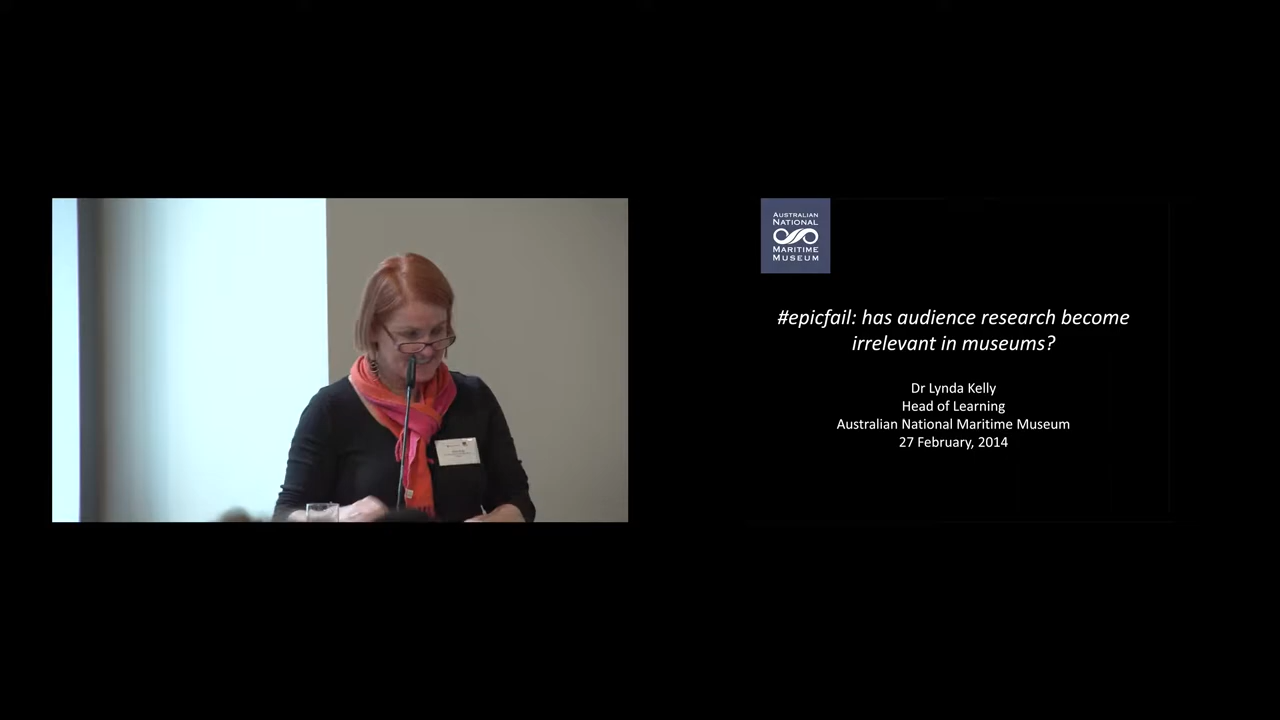 AUSTRALIAN
NATIONAL
MARITIME
MUSEUM
#epicfail: has audience research become
irrelevant in museums?
Dr Lynda Kelly
Head of Learning
Australian National Maritime Museum
27 February, 2014